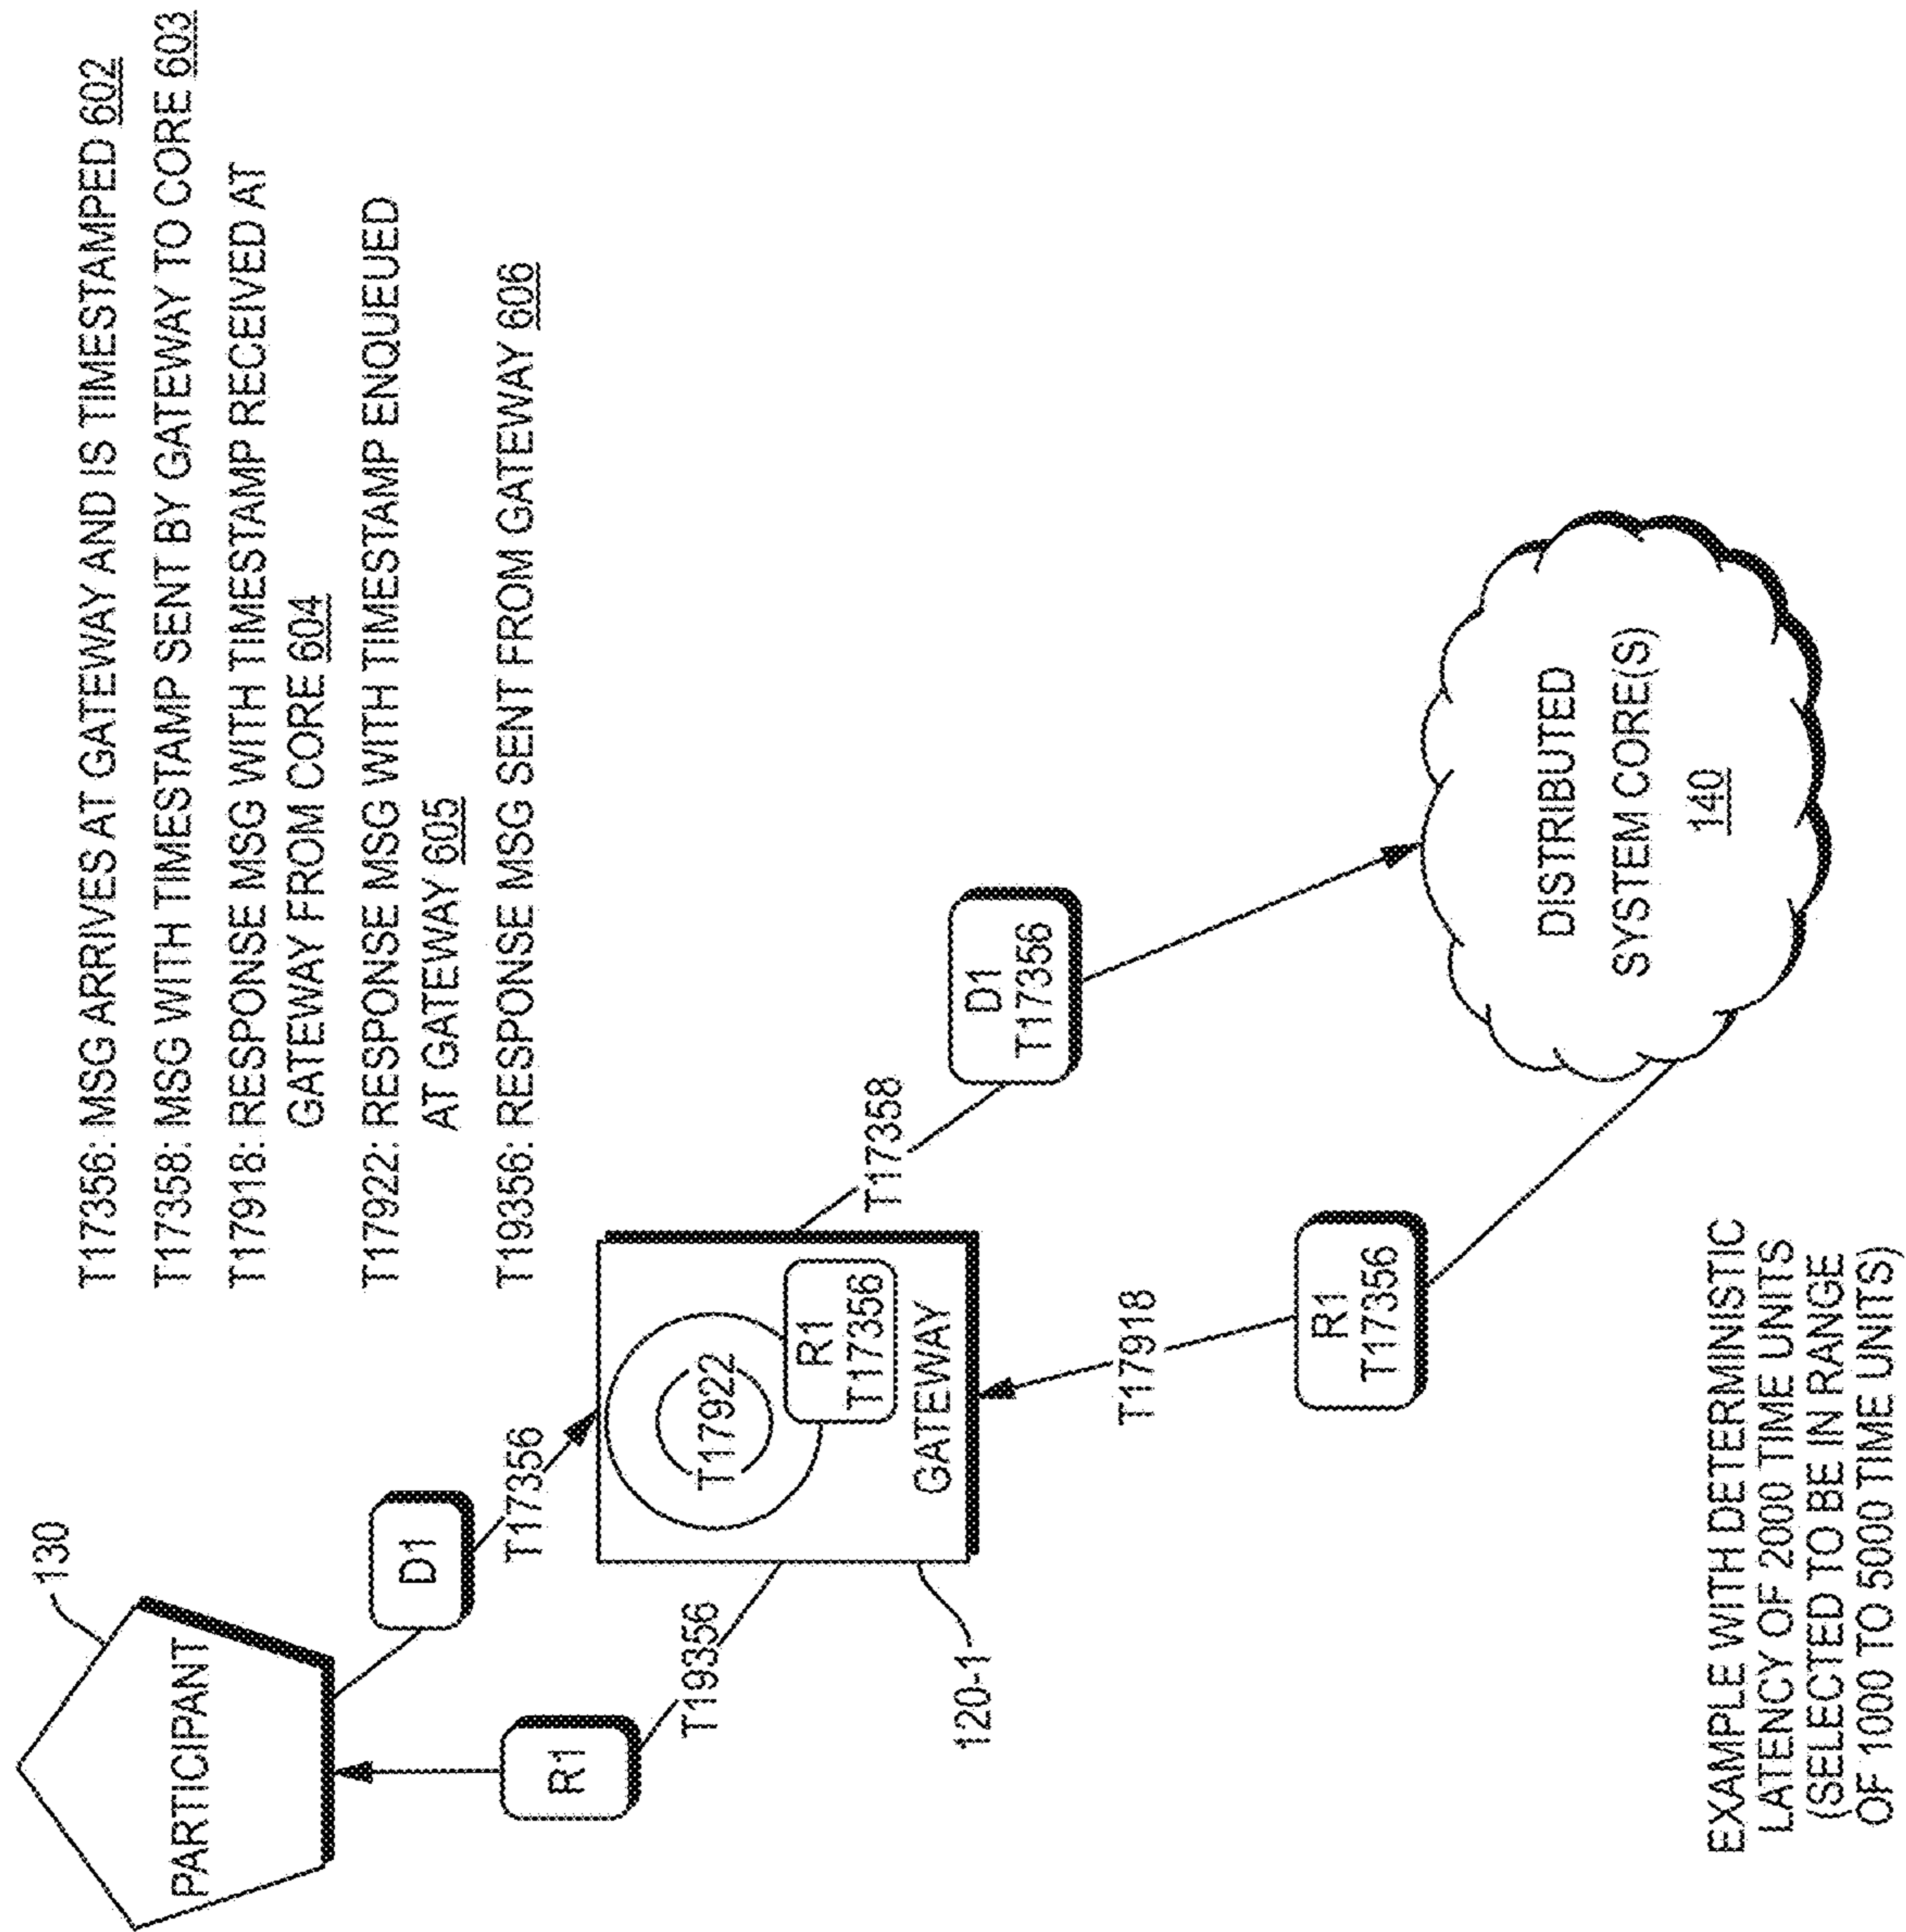 T17356: MSG ARRIVES AT GATEWAY AND IS TIMESTAMPED 602
T17358: MSG WITH TIMESTAMP SENT BY GATEWAY TO CORE 603
T17918: RESPONSE MSG WITH TIMESTAMP RECEIVED AT
GATEWAY FROM CORE 604
T17922: RESPONSE MSG WITH TIMESTAMP ENQUEUED
AT GATEWAY 605
T19356: RESPONSE MSG SENT FROM GATEWAY 606
130
PARTICIPANT
D1
T17356
R1
T19356
120-1
T17922
R1
T17356
GATEWAY
T17358
D1
T17356
T17918
R1
T17356
DISTRIBUTED
SYSTEM CORE(S)
140
EXAMPLE WITH DETERMINISTIC
LATENCY OF 2000 TIME UNITS
(SELECTED TO BE IN RANGE
OF 1000 TO 5000 TIME UNITS)